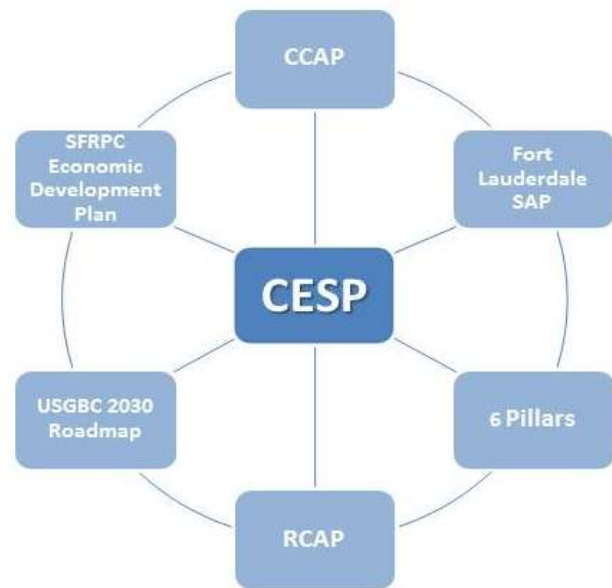 CCAP
SFRPC
Economic
Development
Plan
Fort
Lauderdale
SAP
CESP
USGBC 2030
Roadmap
6 Pillars
RCAP